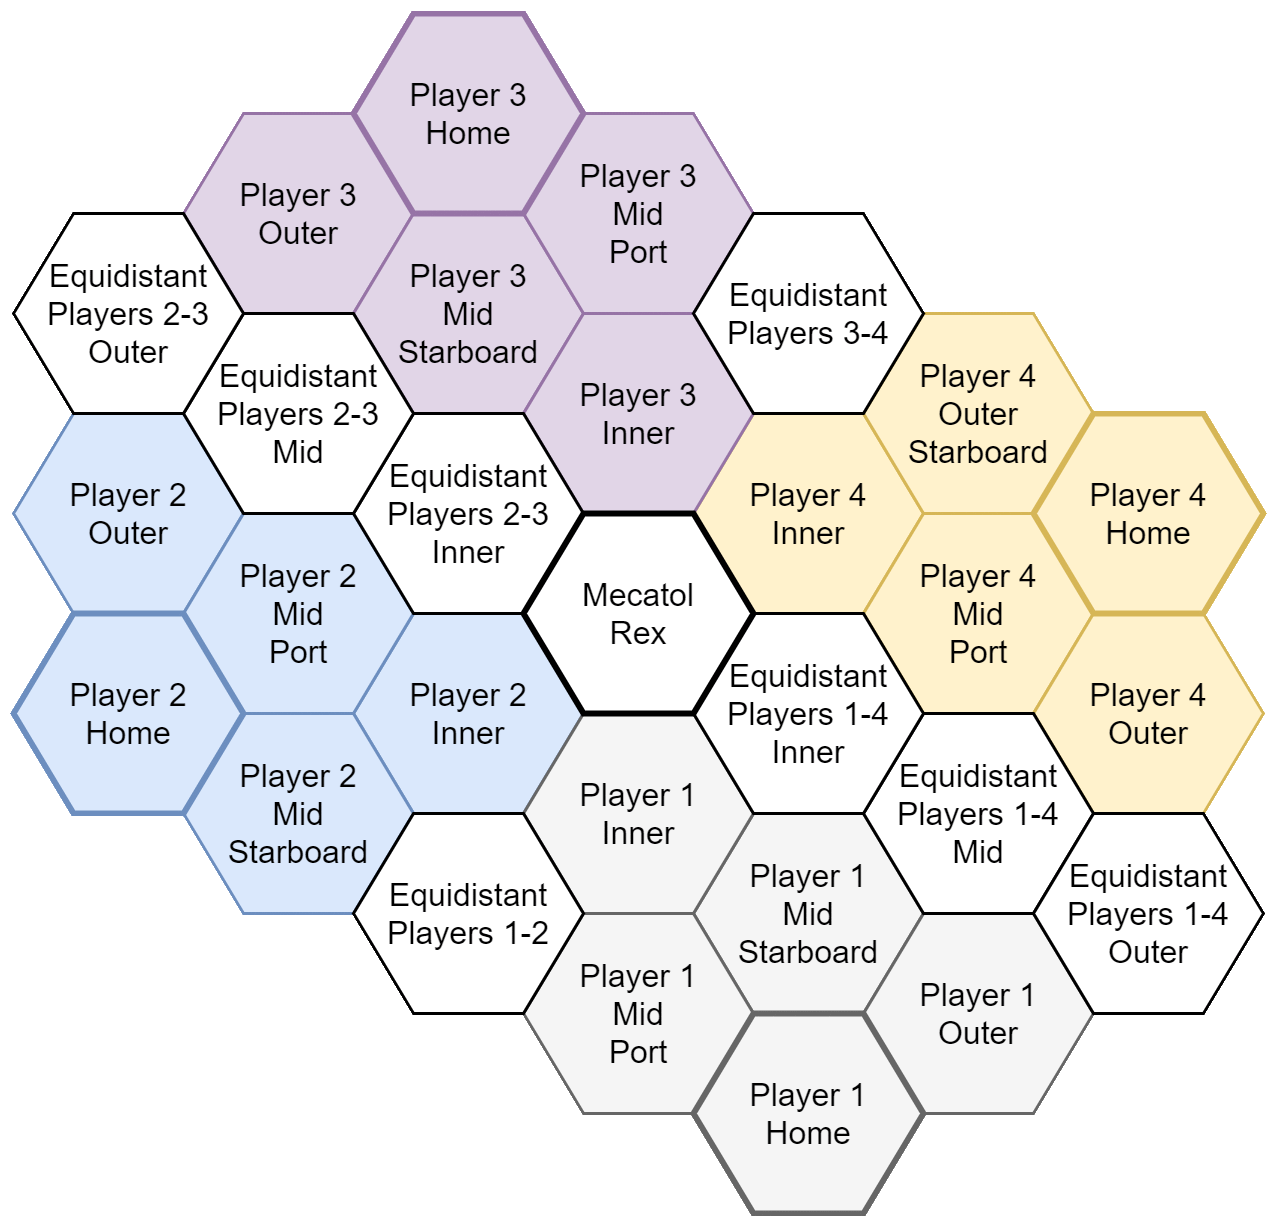 Player 3
Home
Player 3
Mid
Port
Player 3
Outer
Equidistant
Players 2-3
Outer
Player 3
Mid
Starboard
Equidistant
Players 3-4
Equidistant
Players 2-3
Mid
Player 3
Inner
Player 4
Outer
Starboard
Player 2
Outer
Equidistant
Players 2-3
Inner
Player 4
Inner
Player 4
Home
Player 2
Mid
Port
Mecatol
Rex
Player 4
Mid
Port
Player 2
Home
Player 2
Inner
Equidistant
Players 1-4
Inner
Player 4
Outer
Player 2
Mid
Starboard
Player 1
Inner
Equidistant
Players 1-4
Mid
Equidistant
Players 1-2
Player 1
Mid
Starboard
Equidistant
Players 1-4
Outer
Player 1
Mid
Port
Player 1
Outer
Player 1
Home